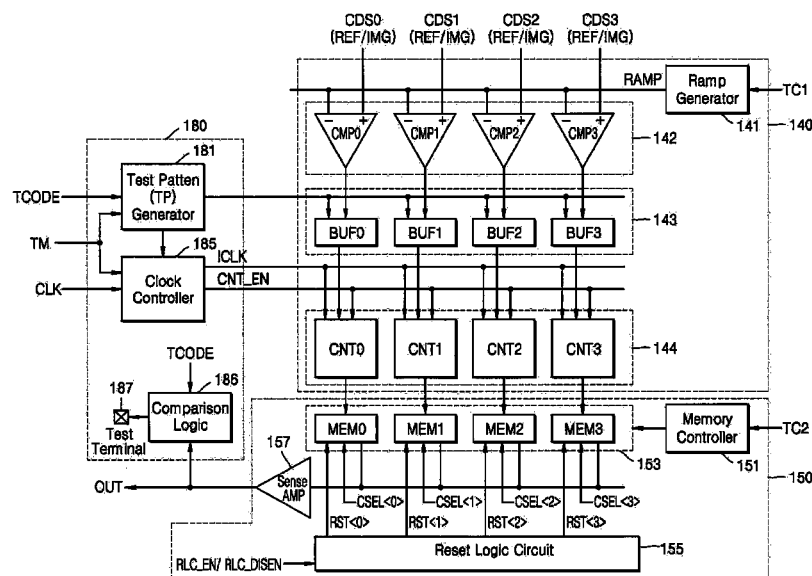 CDS0 CDS1 CDS2 CDS3
(REF/IMG) (REF/IMG) (REF/IMG) (REF/IMG)
RAMP
Ramp
Generator
TC1
141
140
CMP0 CMP1 CMP2 CMP3
142
180
181
TCODE
Test Patten
(TP)
Generator
BUF0 BUF1 BUF2 BUF3
143
TM
185
ICLK
CLK
Clock
Controller
CNT_EN
CNT0 CNT1 CNT2 CNT3
144
TCODE
187
186
Comparison
Logic
Test
Terminal
MEM0 MEM1 MEM2 MEM3
Memory
Controller
TC2
151
153
150
157
Sense
AMP
OUT
CSEL<0> CSEL<1> CSEL<2> CSEL<3>
RST<0> RST<1> RST<2> RST<3>
Reset Logic Circuit
155
RLC_EN/ RLC_DISEN